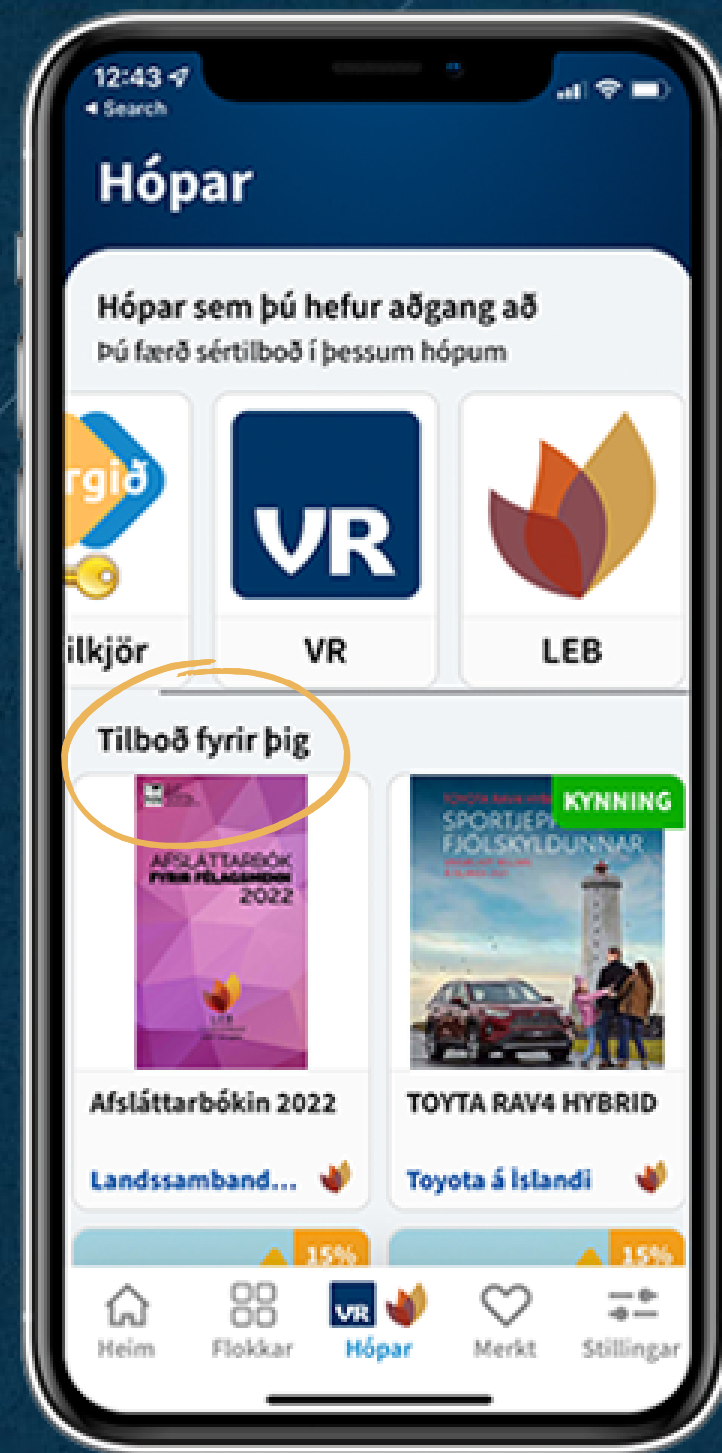 12:43
◂ Search
Hópar
Hópar sem þú hefur aðgang að
Þú færð sértilboð í þessum hópum
rgið
VR
ilkjör
VR
LEB
Tilboð fyrir þig
AFSLÁTTARBÓK
FYRIR FÉLAGSMENN
2022
LEB
KYNNING
SPORTJEPP
FJÖLSKYLDUNNAR
Afsláttarbókin 2022
TOYTA RAV4 HYBRID
Landssamband...
Toyota á Íslandi
15%
15%
Heim
Flokkar
VR
Hópar
Merkt
Stillingar